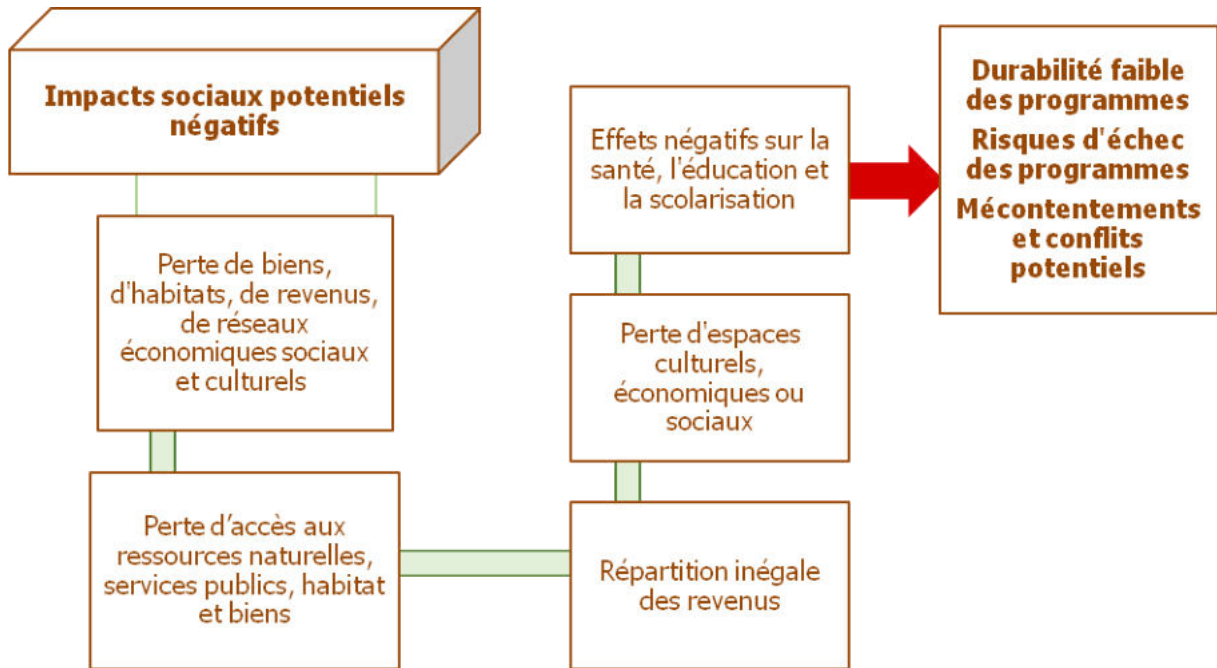 Impacts sociaux potentiels
négatifs
Perte de biens,
d'habitats, de revenus,
de réseaux
économiques sociaux
et culturels
Perte d’accès aux
ressources naturelles,
services publics, habitat
et biens
Répartition inégale
des revenus
Perte d'espaces
culturels,
économiques ou
sociaux
Effets négatifs sur la
santé, l'éducation et
la scolarisation
Durabilité faible
des programmes
Risques d'échec
des programmes
Mécontentements
et conflits
potentiels